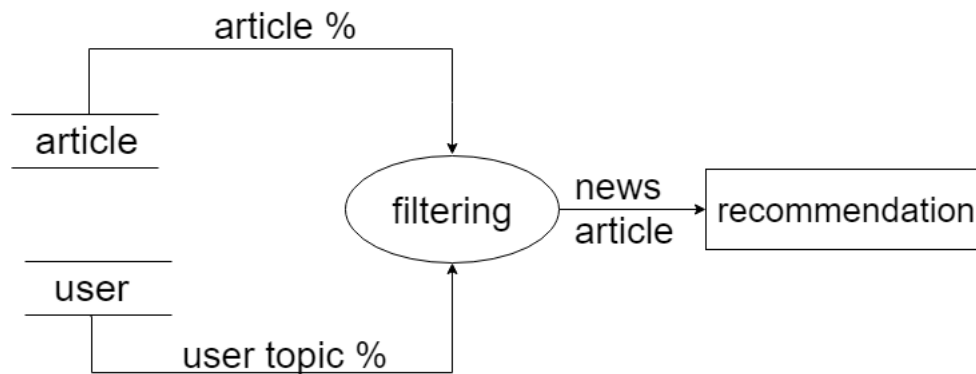 article %
article
filtering
news
article
recommendation
user
user topic %